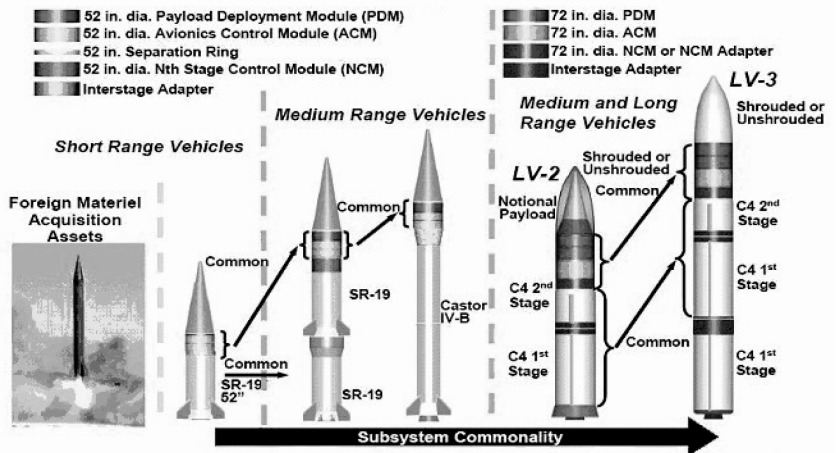 52 in. dia. Payload Deployment Module (PDM)
52 in. dia. Avionics Control Module (ACM)
52 in. Separation Ring
52 in. dia. Nth Stage Control Module (NCM)
Interstage Adapter
72 in. dia. PDM
72 in. dia. ACM
72 in. dia. NCM or NCM Adapter
Interstage Adapter
Short Range Vehicles
Medium Range Vehicles
Medium and Long
Range Vehicles
LV-3
Shrouded or
Unshrouded
Foreign Materiel
Acquisition
Assets
Common
Common
SR-19
52”
Common
SR-19
SR-19
Castor
IV-B
LV-2
Notional
Payload
Shrouded or
Unshrouded
Common
C4 2nd
Stage
C4 1st
Stage
Common
C4 2nd
Stage
C4 1st
Stage
C4 1st
Stage
Subsystem Commonality